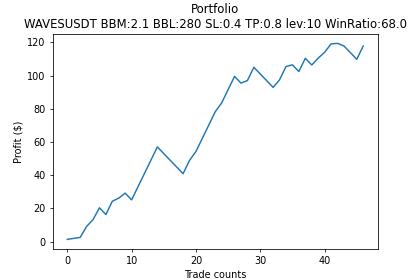 Portfolio
WAVESUSDT BBM:2.1 BBL:280 SL:0.4 TP:0.8 lev:10 WinRatio:68.0
120
100
80
60
40
20
0
Profit ($)
0 10 20 30 40
Trade counts